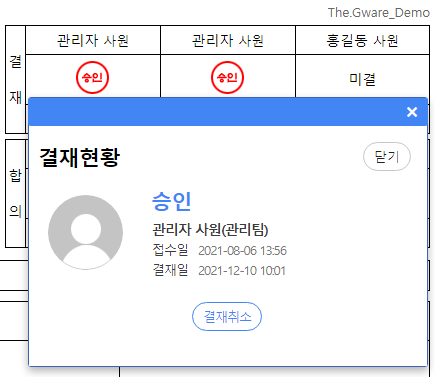 The.Gware_Demo
결재
관리자 사원
관리자 사원
홍길동 사원
승인
승인
미결
×
결재현황
닫기
합의
승인
관리자 사원(관리팀)
접수일 2021-08-06 13:56
결재일 2021-12-10 10:01
결재취소